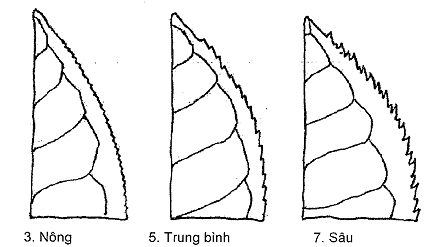 3. Nông
5. Trung bình
7. Sâu